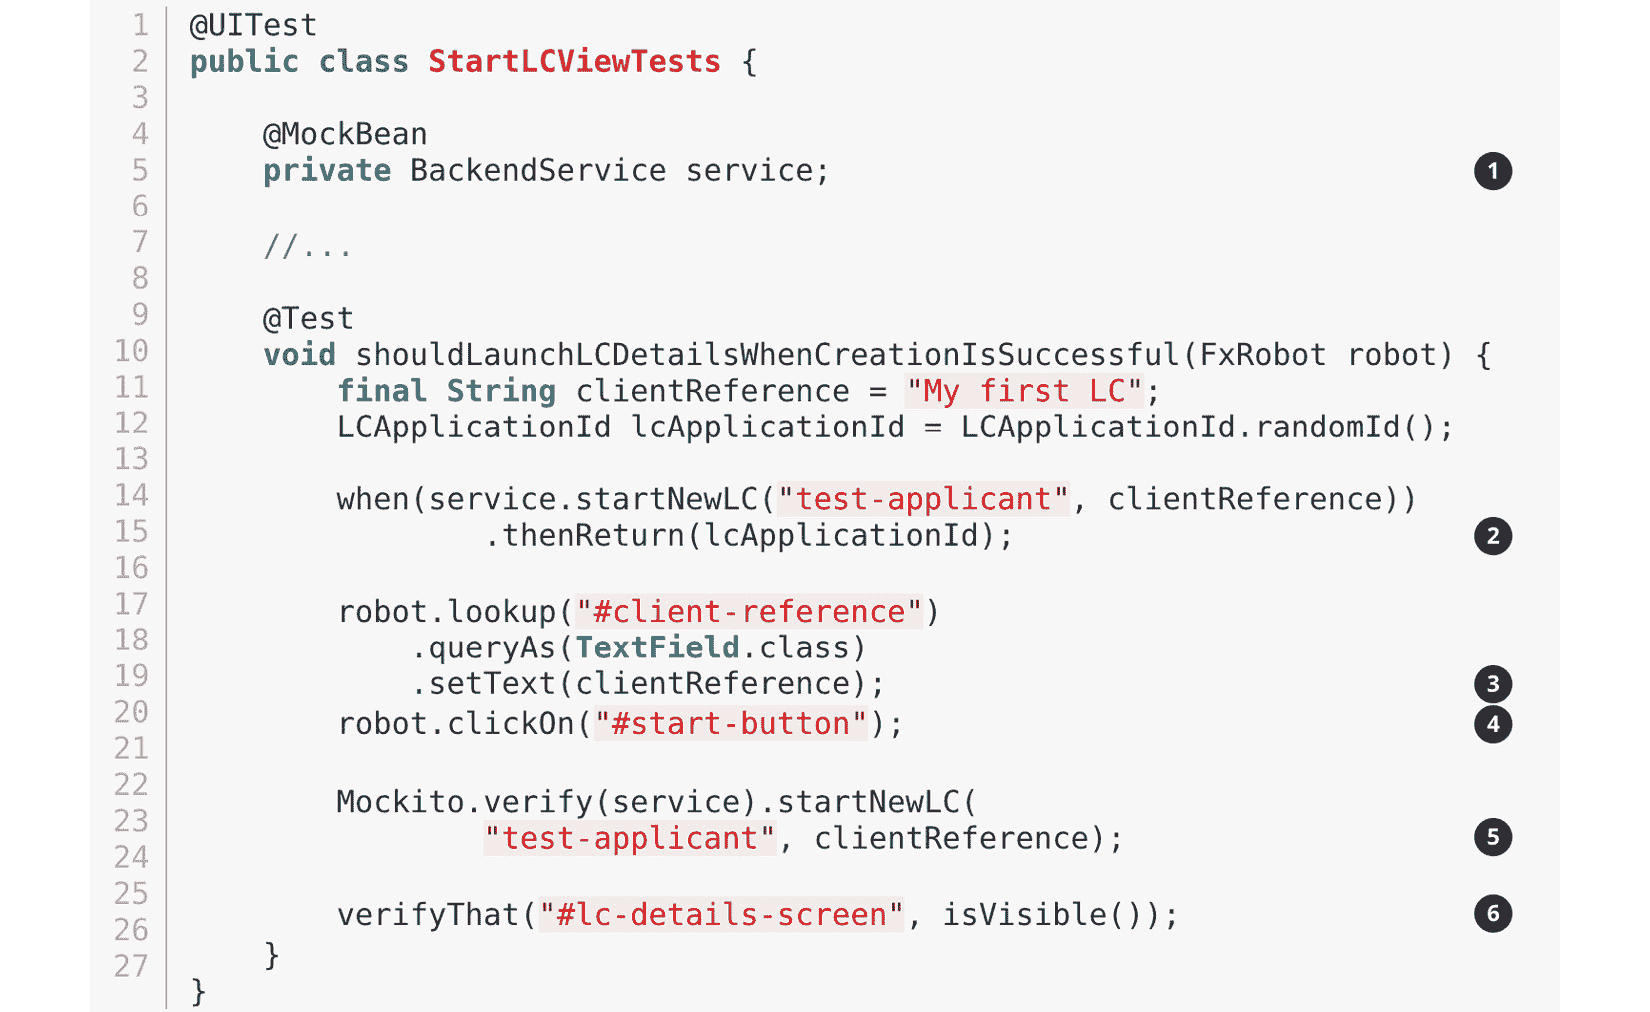 1 @UITest
2 public class StartLCViewTests {
3
4 @MockBean
5 private BackendService service; 1
6
7 //...
8
9 @Test
10 void shouldLaunchLCDetailsWhenCreationIsSuccessful(FxRobot robot) {
11 final String clientReference = "My first LC";
12 LCApplicationId lcApplicationId = LCApplicationId.randomId();
13
14 when(service.startNewLC("test-applicant", clientReference))
15 .thenReturn(lcApplicationId); 2
16
17 robot.lookup("#client-reference")
18 .queryAs(TextField.class)
19 .setText(clientReference); 3
20 robot.clickOn("#start-button"); 4
21
22 Mockito.verify(service).startNewLC(
23 "test-applicant", clientReference); 5
24
25 verifyThat("#lc-details-screen", isVisible()); 6
26 }
27 }